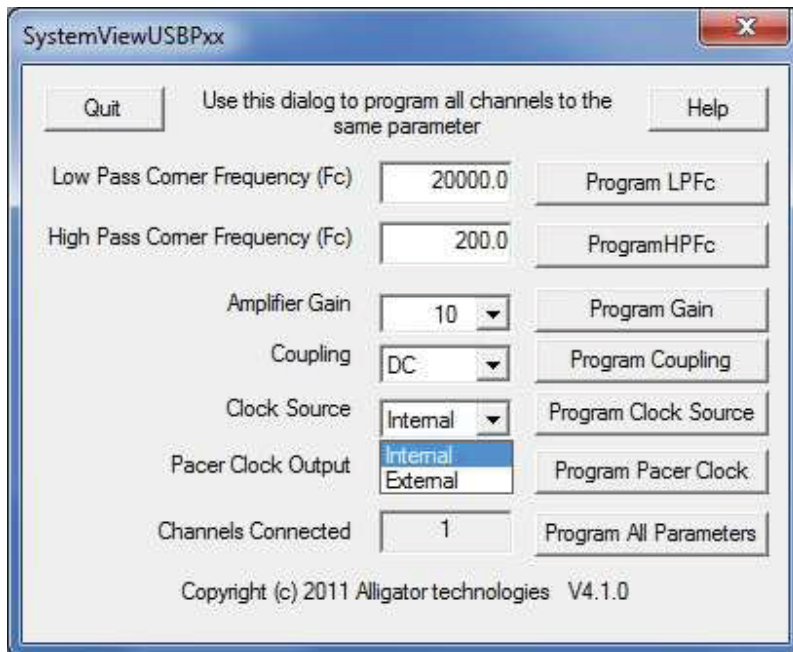 SystemViewUSBPxx
Quit
Use this dialog to program all channels to the
same parameter
Help
Low Pass Corner Frequency (Fc)
20000.0
Program LPFc
High Pass Corner Frequency (Fc)
200.0
ProgramHPFc
Amplifier Gain
10
Program Gain
Coupling
DC
Program Coupling
Clock Source
Internal
Program Clock Source
Internal
External
Pacer Clock Output
Program Pacer Clock
Channels Connected
1
Program All Parameters
Copyright (c) 2011 Alligator technologies V4.1.0